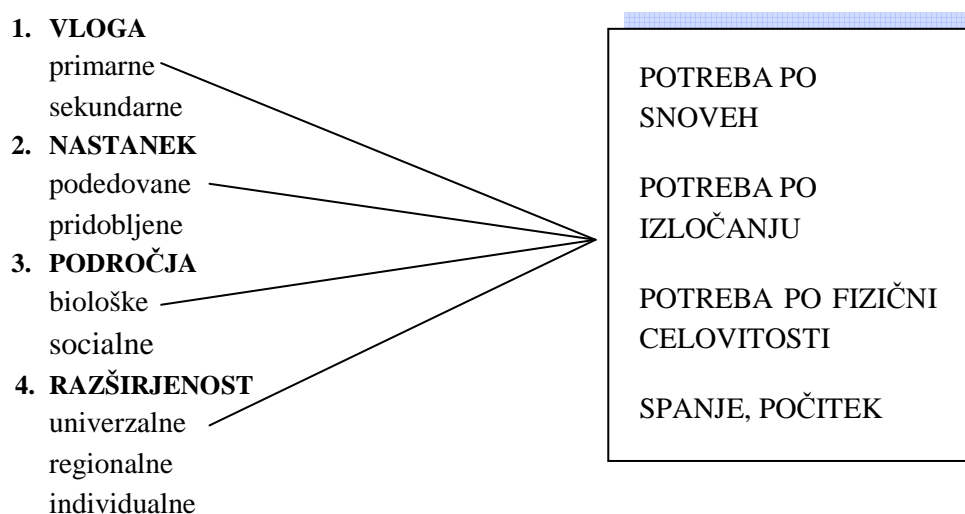 1. VLOGA
primarne
sekundarne
2. NASTANEK
podedovane
pridobljene
3. PODROČJA
biološke
socialne
4. RAZŠIRJENOST
univerzalne
regionalne
individualne
POTREBA PO
SNOVEH
POTREBA PO
IZLOČANJU
POTREBA PO FIZIČNI
CELOVITOSTI
SPANJE, POČITEK